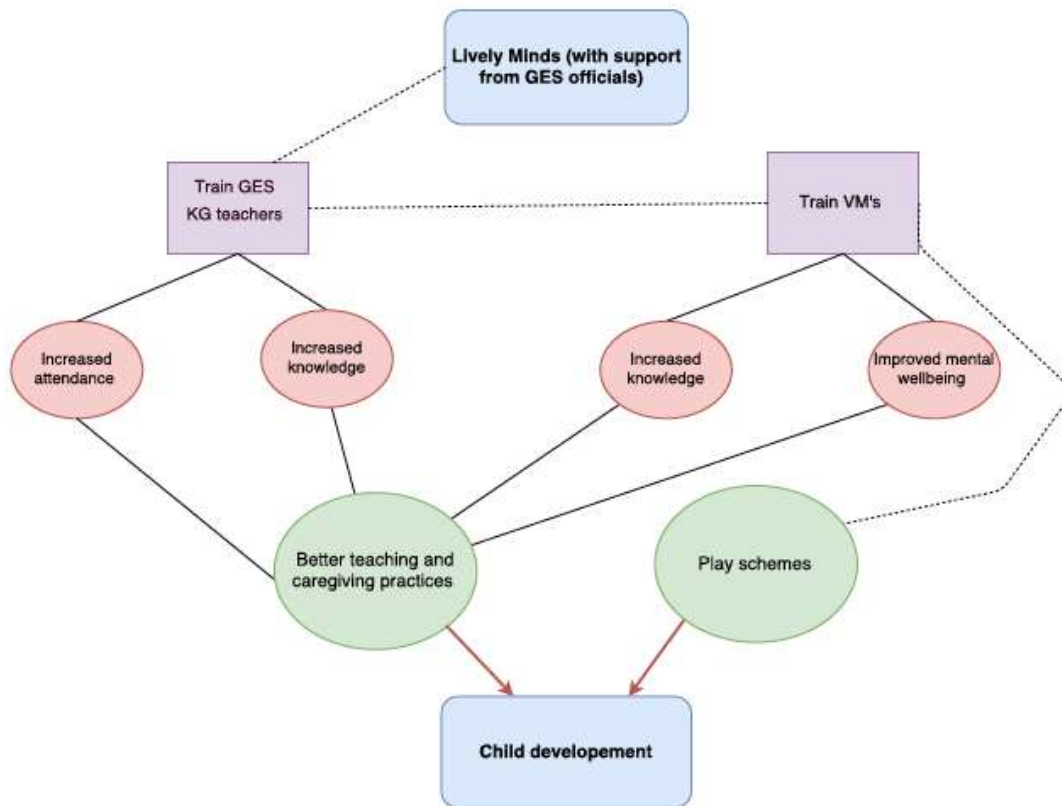 Lively Minds (with support
from GES officials)
Train GES
KG teachers
Train VM's
Increased
attendance
Increased
knowledge
Increased
knowledge
Improved mental
wellbeing
Better teaching and
caregiving practices
Play schemes
Child developement